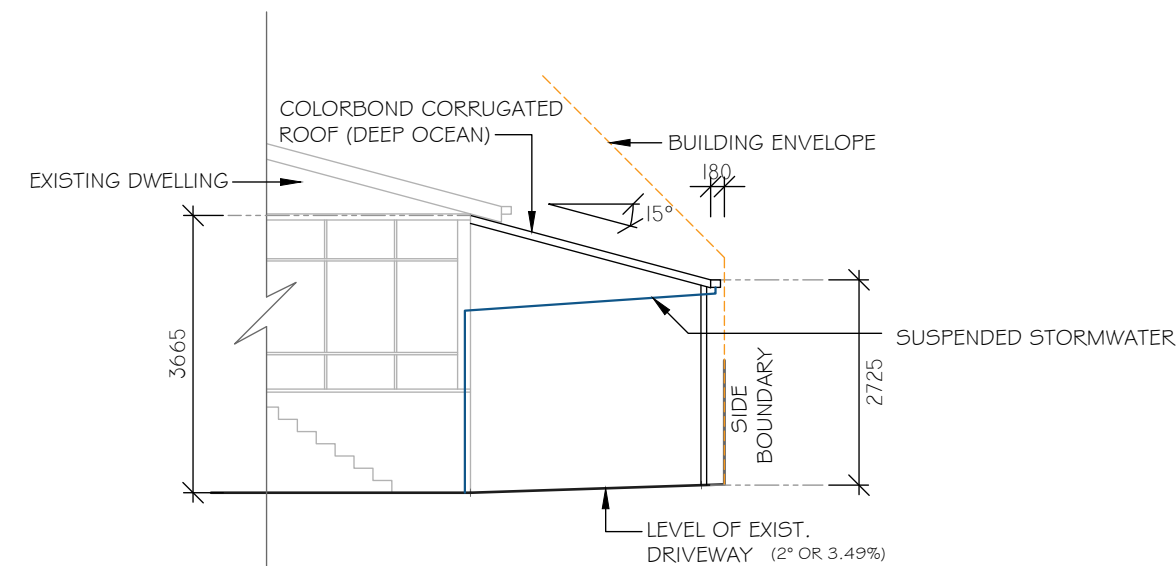 COLORBOND CORRUGATED
ROOF (DEEP OCEAN)
BUILDING ENVELOPE
180
EXISTING DWELLING
15°
SUSPENDED STORMWATER
3665
2725
SIDE
BOUNDARY
LEVEL OF EXIST.
DRIVEWAY (2° OR 3.49%)